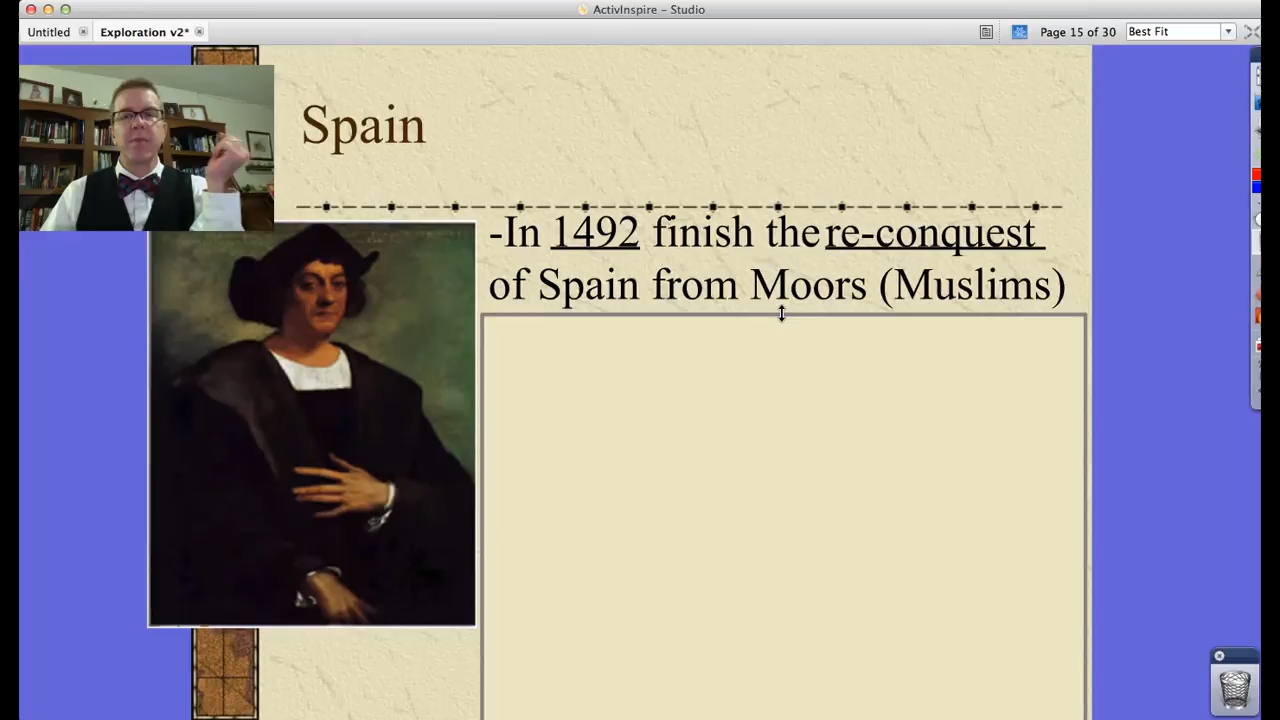 ActivInspire – Studio
Untitled
Exploration v2*
Page 15 of 30
Best Fit
Spain
-In 1492 finish the re-conquest
of Spain from Moors (Muslims)